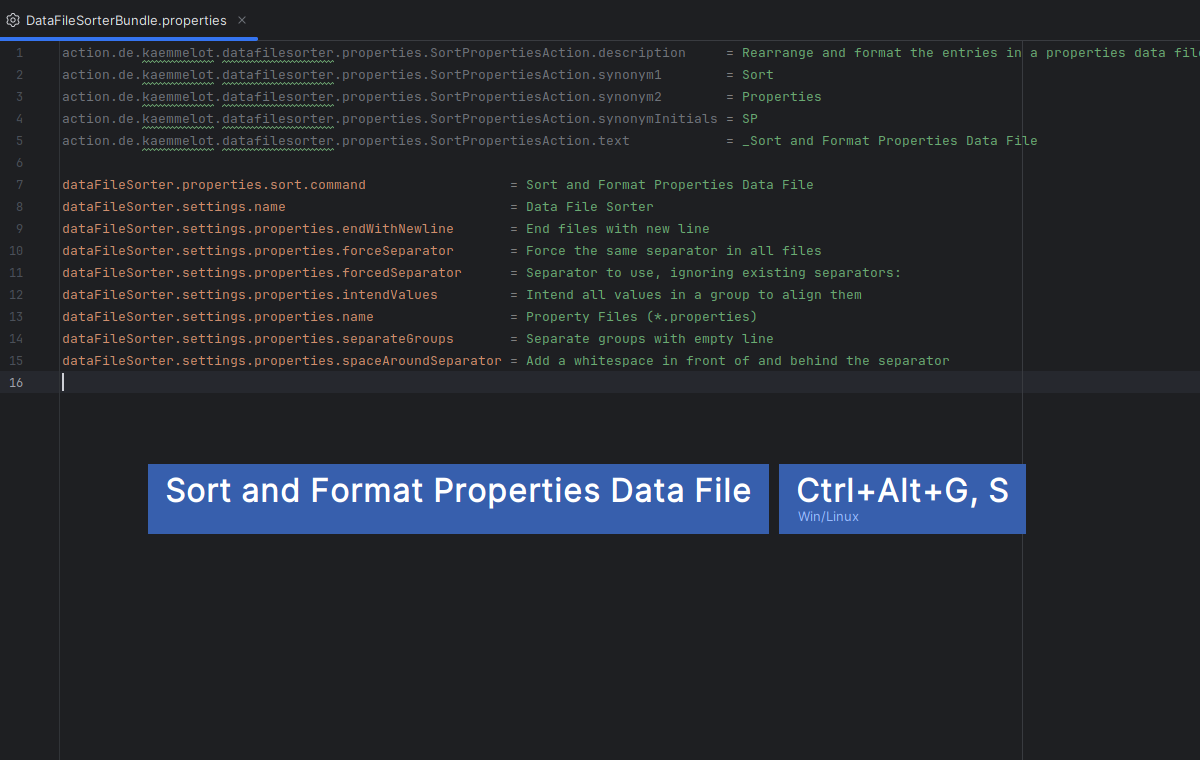 DataFileSorterBundle.properties
1 action.de.kaemmelot.datafilesorter.properties.SortPropertiesAction.description = Rearrange and format the entries in a properties data file
2 action.de.kaemmelot.datafilesorter.properties.SortPropertiesAction.synonym1 = Sort
3 action.de.kaemmelot.datafilesorter.properties.SortPropertiesAction.synonym2 = Properties
4 action.de.kaemmelot.datafilesorter.properties.SortPropertiesAction.synonymInitials = SP
5 action.de.kaemmelot.datafilesorter.properties.SortPropertiesAction.text = _Sort and Format Properties Data File
6
7 dataFileSorter.properties.sort.command = Sort and Format Properties Data File
8 dataFileSorter.settings.name = Data File Sorter
9 dataFileSorter.settings.properties.endWithNewline = End files with new line
10 dataFileSorter.settings.properties.forceSeparator = Force the same separator in all files
11 dataFileSorter.settings.properties.forcedSeparator = Separator to use, ignoring existing separators:
12 dataFileSorter.settings.properties.intendValues = Intend all values in a group to align them
13 dataFileSorter.settings.properties.name = Property Files (*.properties)
14 dataFileSorter.settings.properties.separateGroups = Separate groups with empty line
15 dataFileSorter.settings.properties.spaceAroundSeparator = Add a whitespace in front of and behind the separator
16
Sort and Format Properties Data File
Ctrl+Alt+G, S
Win/Linux